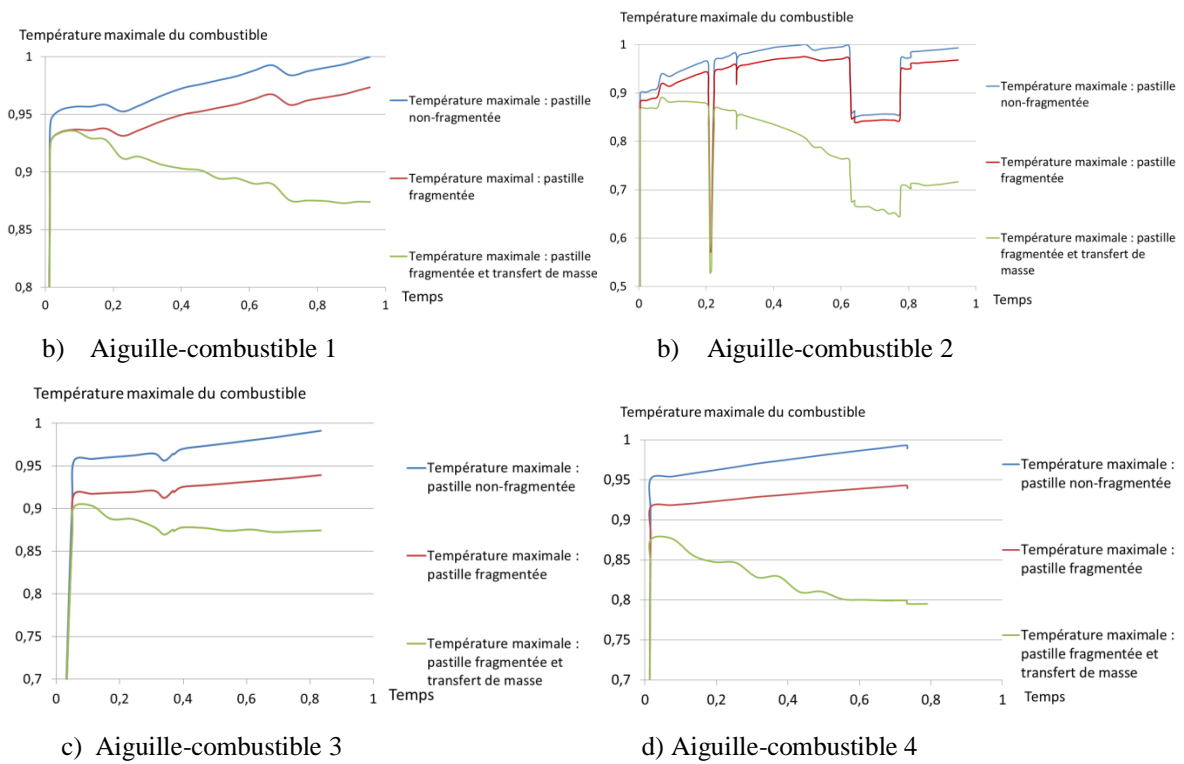 Température maximale du combustible
1
0,95
0,9
0,85
0,8
0
0,2
0,4
0,6
0,8
1
Temps
Température maximale : pastille
non-fragmentée
Température maximal : pastille
fragmentée
Température maximale : pastille
fragmentée et transfert de masse
b) Aiguille-combustible 1
Température maximale du combustible
1
0,9
0,8
0,7
0,6
0,5
0
0,2
0,4
0,6
0,8
1
Temps
Température maximale : pastille
non-fragmentée
Température maximale : pastille
fragmentée
Température maximale : pastille
fragmentée et transfert de
masse
b) Aiguille-combustible 2
Température maximale du combustible
1
0,95
0,9
0,85
0,8
0,75
0,7
0
0,2
0,4
0,6
0,8
1
Temps
Température maximale :
pastille non-fragmentée
Température maximale :
pastille fragmentée
Température maximale :
pastille fragmentée et
transfert de masse
c) Aiguille-combustible 3
Température maximale du combustible
1
0,95
0,9
0,85
0,8
0,75
0,7
0
0,2
0,4
0,6
0,8
1
Temps
Température maximale :
pastille non-fragmentée
Température maximale :
pastille fragmentée
Température maximale :
pastille fragmentée et
transfert de masse
d) Aiguille-combustible 4